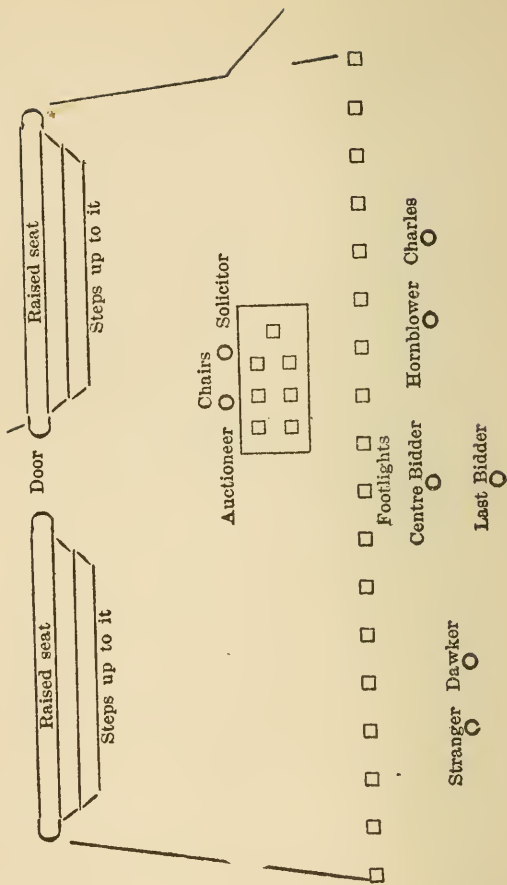 Raised seat
Steps up to it
Door
Raised seat
Steps up to it
Chairs
Auctioneer
Solicitor
Footlights
Stranger
Dawker
Centre Bidder
Last Bidder
Hornblower
Charles